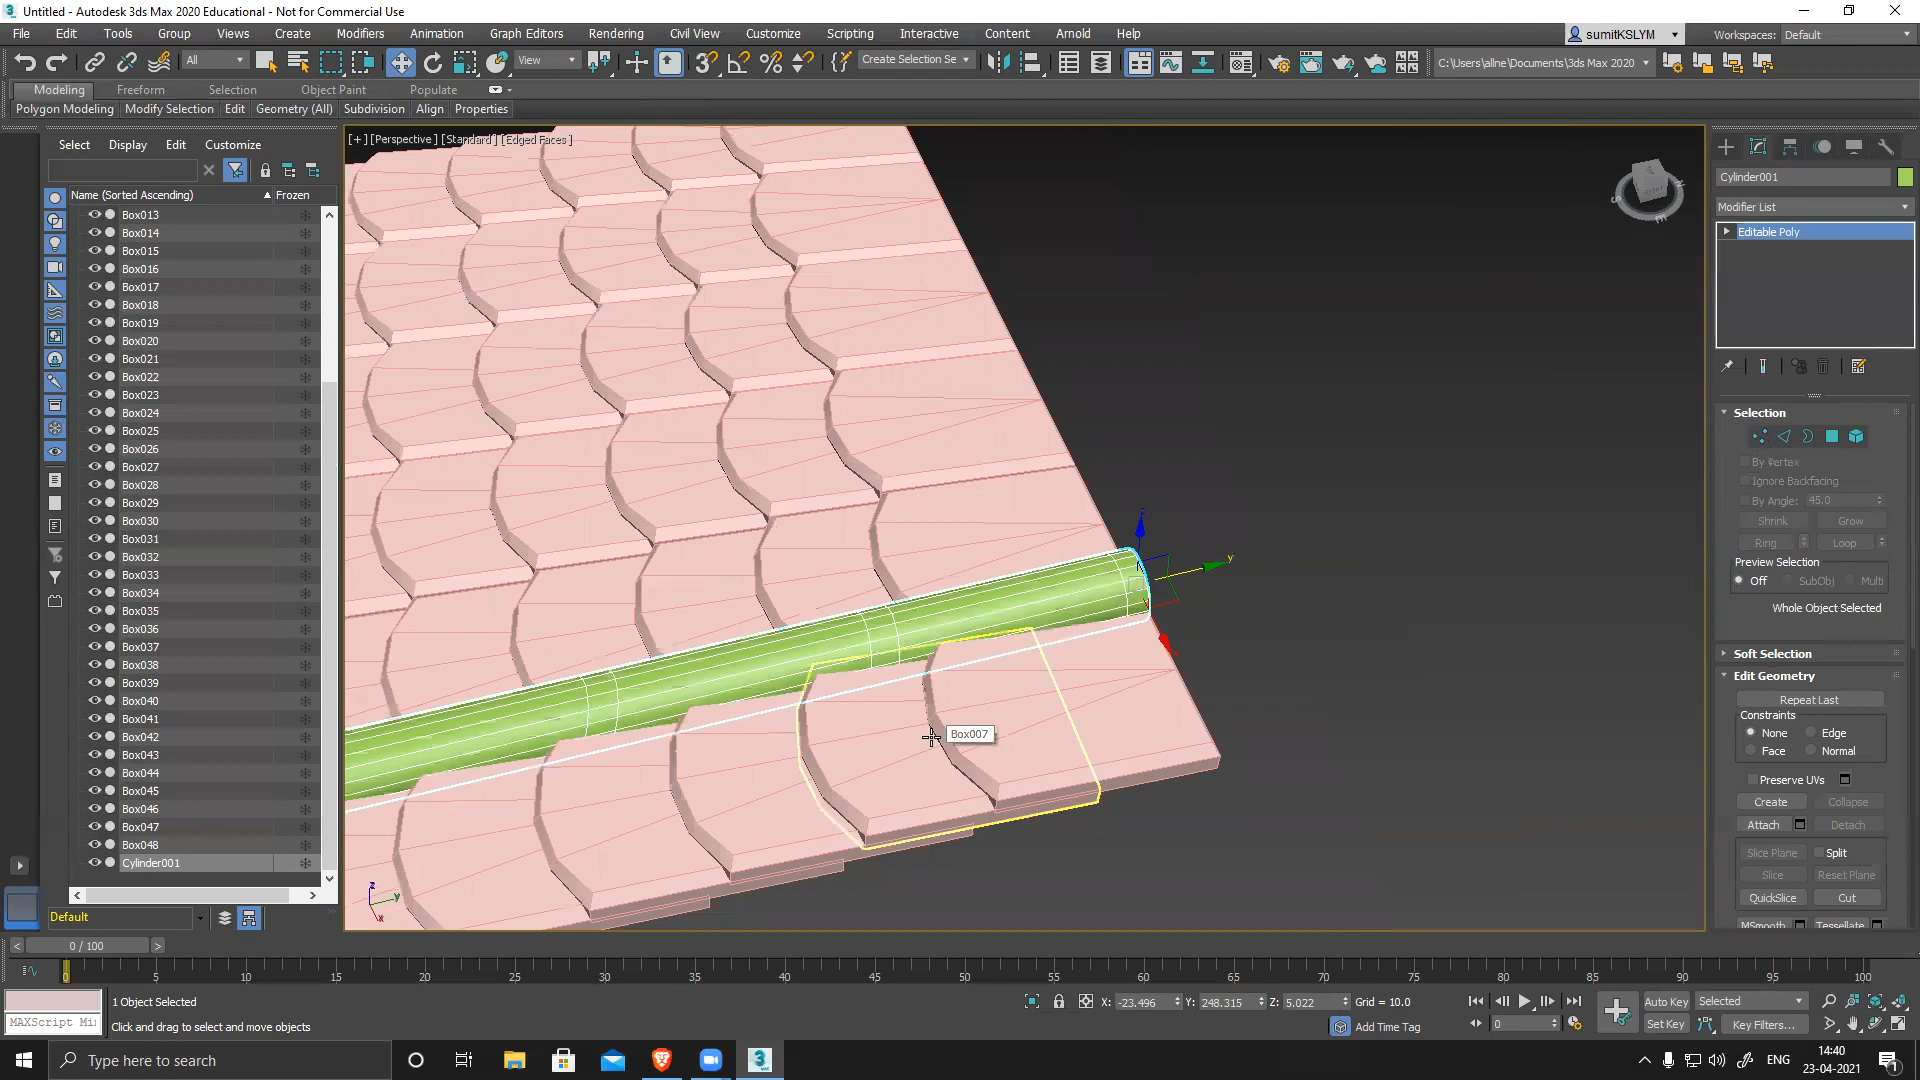 Untitled - Autodesk 3ds Max 2020 Educational - Not for Commercial Use
File Edit Tools Group Views Create Modifiers Animation Graph Editors Rendering Civil View Customize Scripting Interactive Content Arnold Help
sumitKSLYM Workspaces: Default
All View Create Selection Se C:\Users\allne\Documents\3ds Max 2020
Modeling Freeform Selection Object Paint Populate
Polygon Modeling Modify Selection Edit Geometry (All) Subdivision Align Properties
Select Display Edit Customize
[+] [Perspective] [Standard] [Edged Faces]
Name (Sorted Ascending) Frozen
Box013
Box014
Box015
Box016
Box017
Box018
Box019
Box020
Box021
Box022
Box023
Box024
Box025
Box026
Box027
Box028
Box029
Box030
Box031
Box032
Box033
Box034
Box035
Box036
Box037
Box038
Box039
Box040
Box041
Box042
Box043
Box044
Box045
Box046
Box047
Box048
Cylinder001
Default
Box007
z
y
x
y
Cylinder001
Modifier List
Editable Poly
Selection
By Vertex
Ignore Backfacing
By Angle: 45.0
Shrink Grow
Ring Loop
Preview Selection
Off SubObj Multi
Whole Object Selected
Soft Selection
Edit Geometry
Repeat Last
Constraints
None Edge
Face Normal
Preserve UVs
Create Collapse
Attach Detach
Slice Plane Split
Slice Reset Plane
QuickSlice Cut
MSmooth Tessellate
0 / 100
0 5 10 15 20 25 30 35 40 45 50 55 60 65 70 75 80 85 90 95 100
1 Object Selected
X: -23.496 Y: 248.315 Z: 5.022 Grid = 10.0
Auto Key Selected
MAXScript Mi
Click and drag to select and move objects
Add Time Tag
0
Set Key Key Filters...
Type here to search
ENG
14:40
23-04-2021
1